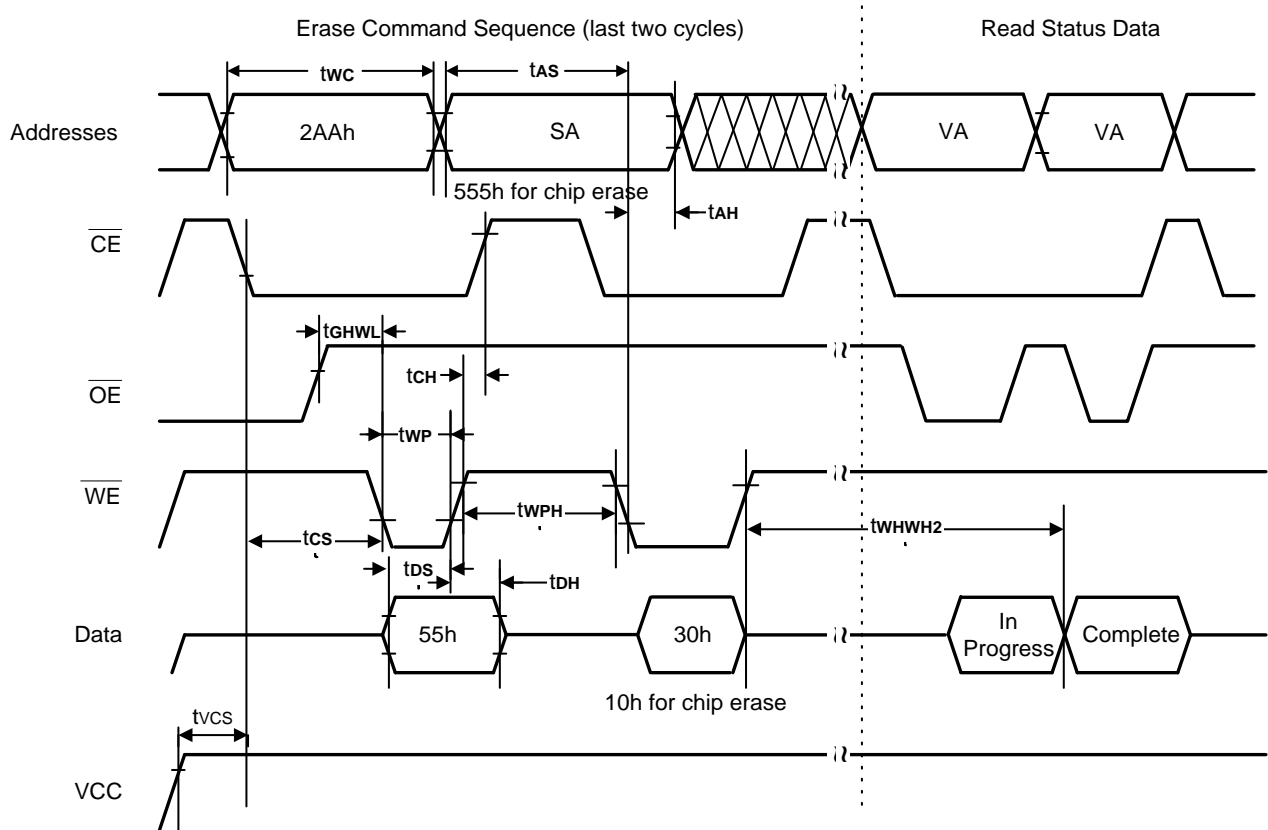 Erase Command Sequence (last two cycles)
Read Status Data
tWC
tAS
Addresses
2AAh
SA
VA
VA
555h for chip erase
tAH
CE
tGHWL
tCH
OE
tWP
WE
tWPH
tCS
tWHWH2
tDS
tDH
Data
55h
30h
In
Progress
Complete
10h for chip erase
tVCS
VCC